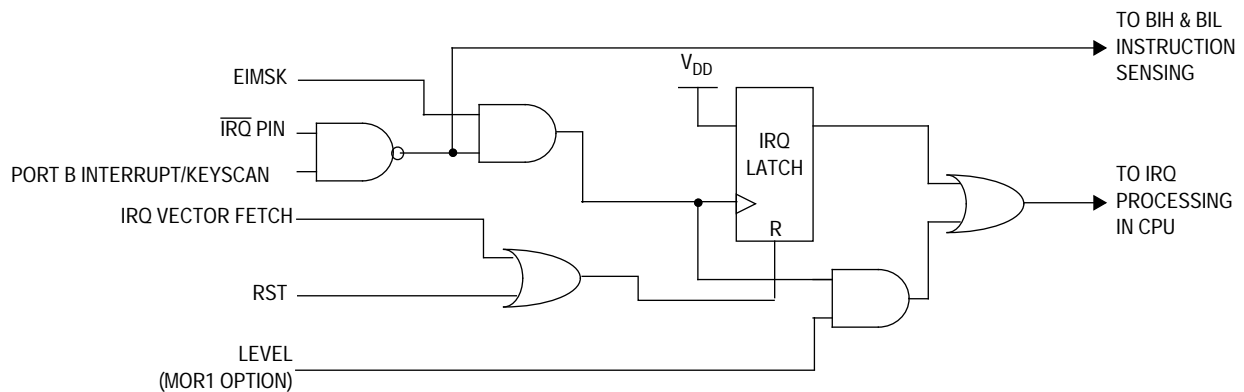 TO BIH & BIL
INSTRUCTION
SENSING
VDD
EIMSK
IRQ PIN
IRQ
LATCH
PORT B INTERRUPT/KEYSCAN
TO IRQ
PROCESSING
IN CPU
IRQ VECTOR FETCH
R
RST
LEVEL
(MOR1 OPTION)